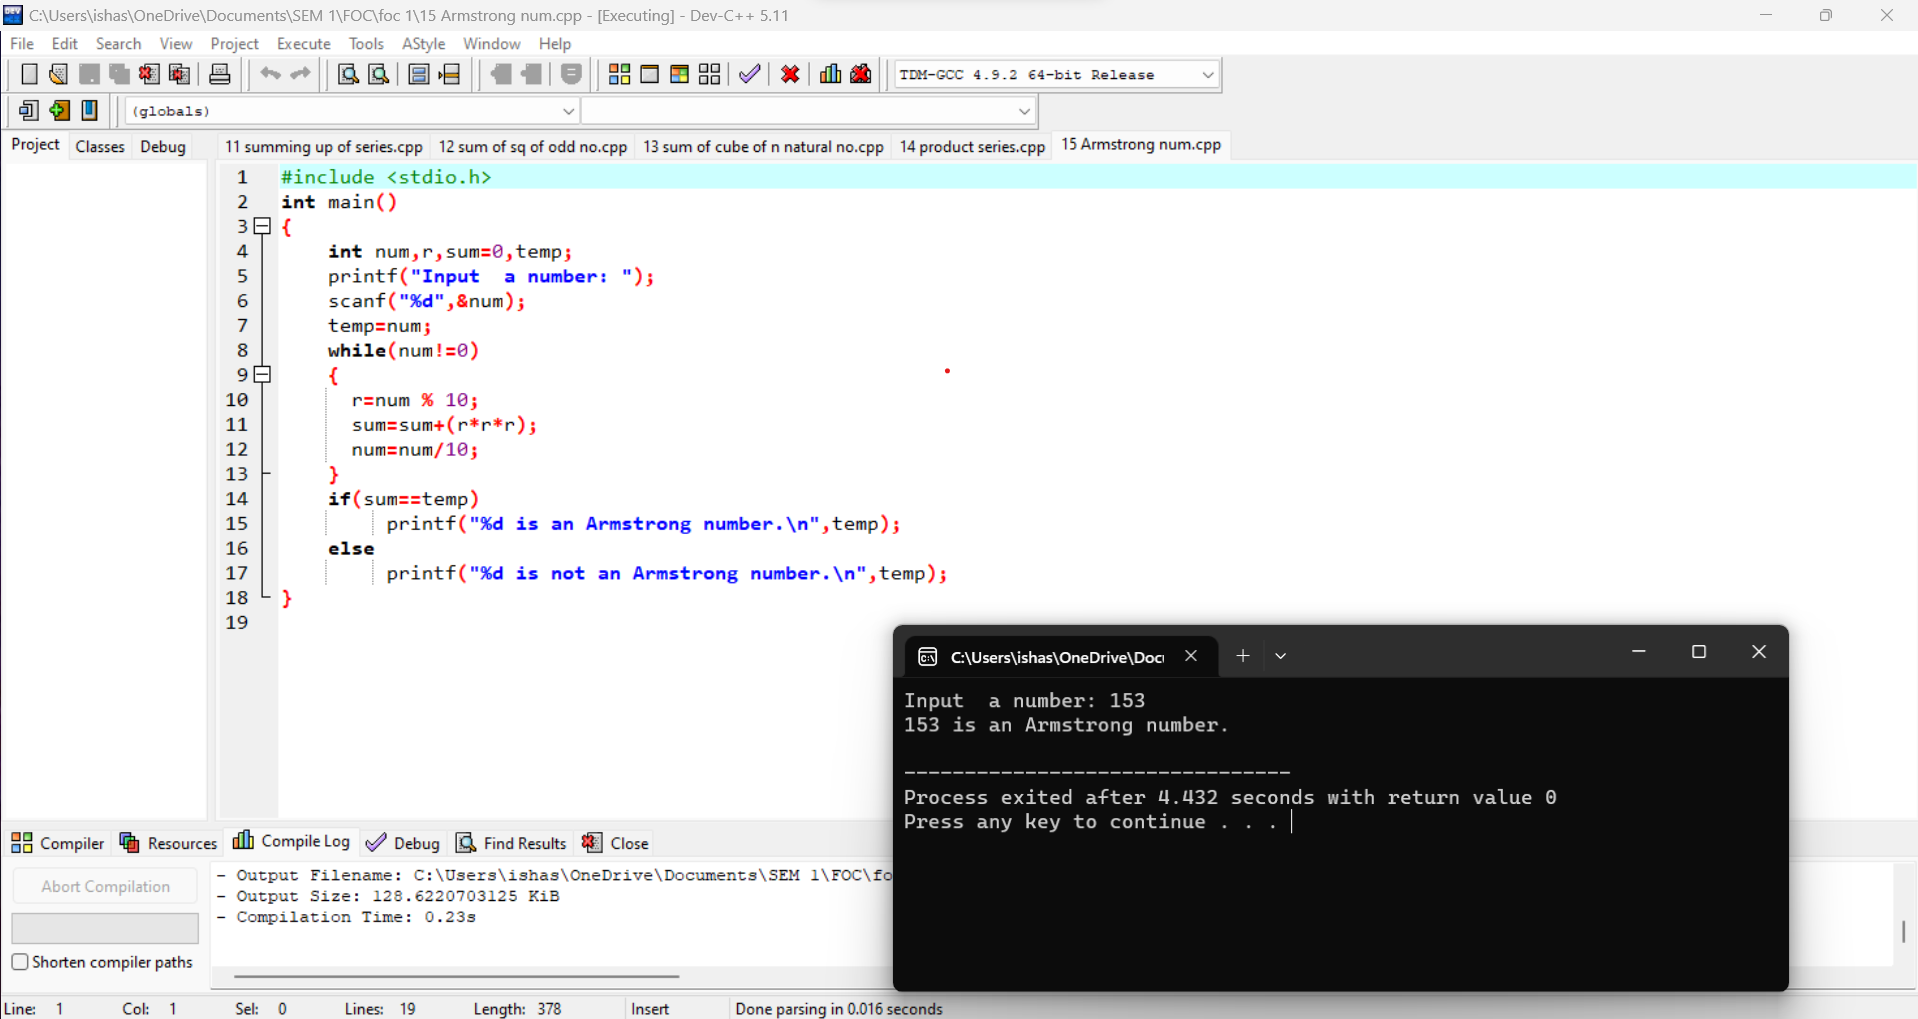 C:\Users\ishas\OneDrive\Documents\SEM 1\FOC\foc 1\15 Armstrong num.cpp - [Executing] - Dev-C++ 5.11
File Edit Search View Project Execute Tools AStyle Window Help
TDM-GCC 4.9.2 64-bit Release
(globals)
Project Classes Debug
11 summing up of series.cpp 12 sum of sq of odd no.cpp 13 sum of cube of n natural no.cpp 14 product series.cpp 15 Armstrong num.cpp
1 #include <stdio.h>
2 int main()
3 {
4 int num,r,sum=0,temp;
5 printf("Input  a number: ");
6 scanf("%d",&num);
7 temp=num;
8 while(num!=0)
9 {
10 r=num % 10;
11 sum=sum+(r*r*r);
12 num=num/10;
13 }
14 if(sum==temp)
15 printf("%d is an Armstrong number.\n",temp);
16 else
17 printf("%d is not an Armstrong number.\n",temp);
18 }
19
C:\Users\ishas\OneDrive\Doc
Input  a number: 153
153 is an Armstrong number.
--------------------------------
Process exited after 4.432 seconds with return value 0
Press any key to continue . . .
Compiler Resources Compile Log Debug Find Results Close
Abort Compilation
Shorten compiler paths
- Output Filename: C:\Users\ishas\OneDrive\Documents\SEM 1\FOC\fo
- Output Size: 128.6220703125 KiB
- Compilation Time: 0.23s
Line: 1 Col: 1 Sel: 0 Lines: 19 Length: 378 Insert Done parsing in 0.016 seconds